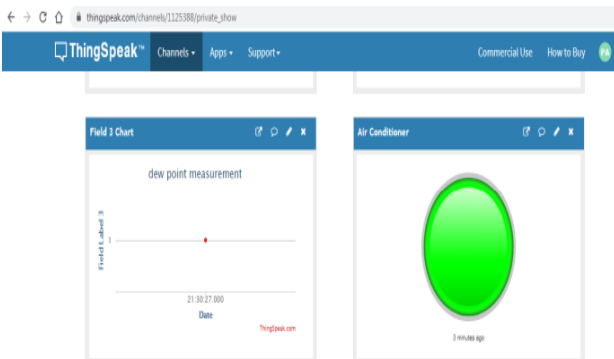 thingspeak.com/channels/1125388/private_show
ThingSpeak™ Channels Apps Support Commercial Use How to Buy PA
Field 3 Chart
dew point measurement
Field Label 3
1
21:30:27.000
Date
ThingSpeak.com
Air Conditioner
3 minutes ago